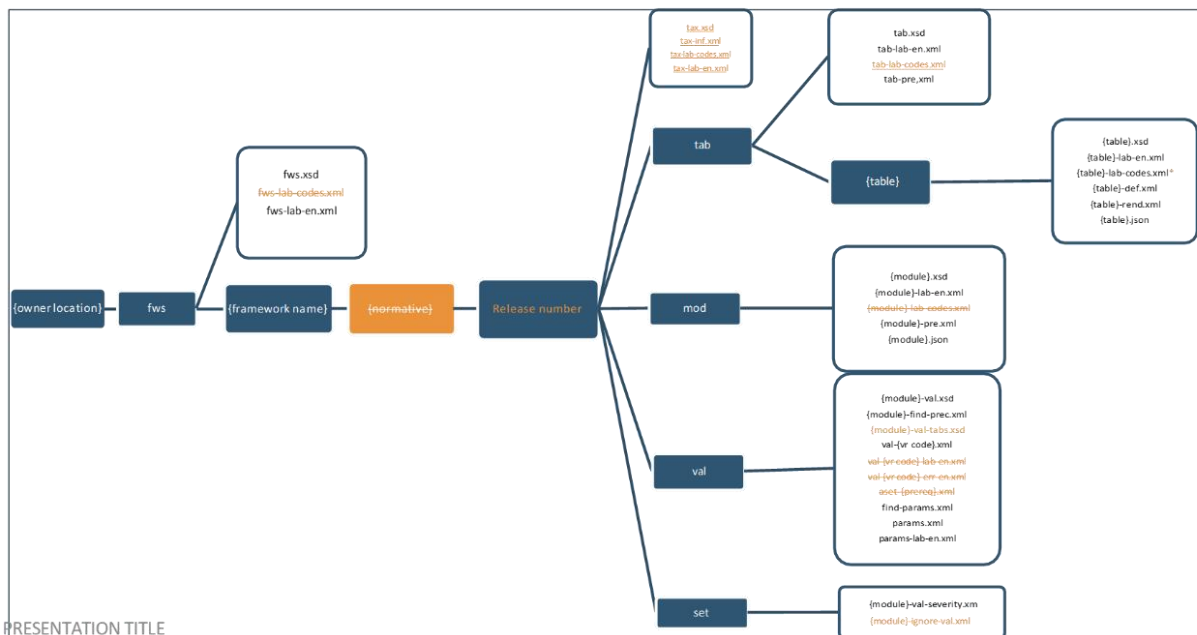 tax.xsd
tax-inf.xml
tax-lab-codes.xml
tax-lab-en.xml
tab.xsd
tab-lab-en.xml
tab-lab-codes.xml
tab-pre,xml
tab
{table}
{table}.xsd
{table}-lab-en.xml
{table}-lab-codes.xml*
{table}-def.xml
{table}-rend.xml
{table}.json
fws.xsd
fws-lab-codes.xml
fws-lab-en.xml
{owner location}
fws
{framework name}
{normative}
Release number
mod
{module}.xsd
{module}-lab-en.xml
{module}-lab-codes.xml
{module}-pre.xml
{module}.json
val
{module}-val.xsd
{module}-find-prec.xml
{module}-val-tabs.xsd
val-{vr code}.xml
val-{vr code}-lab-en.xml
val-{vr code}-err-en.xml
aset-{prereq}.xml
find-params.xml
params.xml
params-lab-en.xml
set
{module}-val-severity.xm
{module}-ignore-val.xml
PRESENTATION TITLE